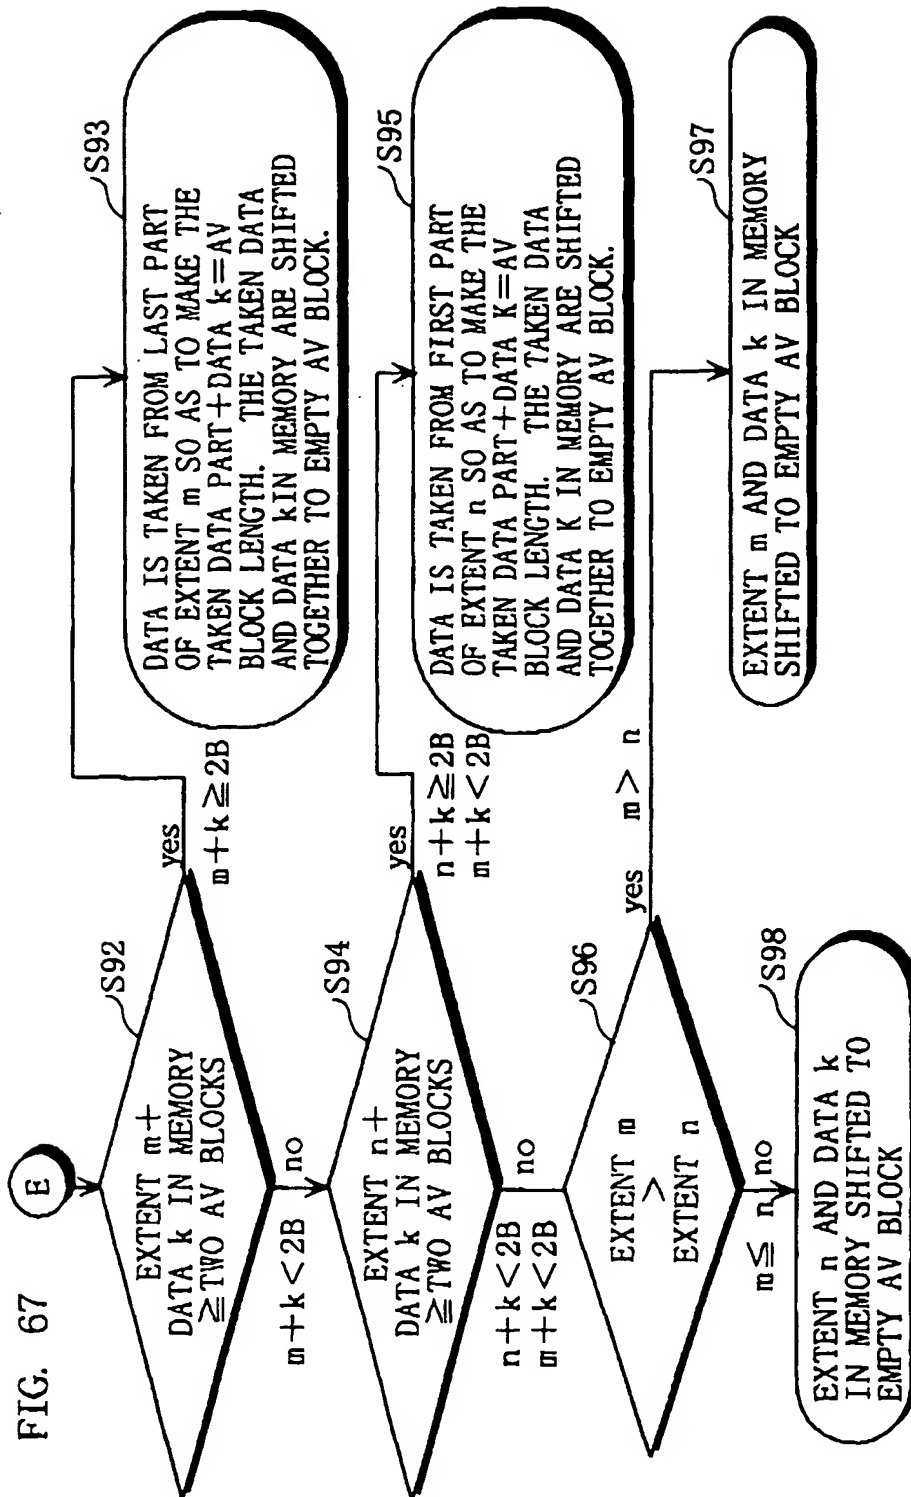 FIG. 67
E
S92
EXTENT m+
DATA k IN MEMORY
≧TWO AV BLOCKS
yes
m+k≧2B
no
m+k<2B
S93
DATA IS TAKEN FROM LAST PART
OF EXTENT m SO AS TO MAKE THE
TAKEN DATA PART+DATA k=AV
BLOCK LENGTH. THE TAKEN DATA
AND DATA kIN MEMORY ARE SHIFTED
TOGETHER TO EMPTY AV BLOCK.
S94
EXTENT n+
DATA k IN MEMORY
≧TWO AV BLOCKS
yes
n+k≧2B
m+k<2B
no
n+k<2B
m+k<2B
S95
DATA IS TAKEN FROM FIRST PART
OF EXTENT n SO AS TO MAKE THE
TAKEN DATA PART+DATA K=AV
BLOCK LENGTH. THE TAKEN DATA
AND DATA K IN MEMORY ARE SHIFTED
TOGETHER TO EMPTY AV BLOCK.
S96
EXTENT m
>
EXTENT n
yes m> n
no
m≦ n
S97
EXTENT m AND DATA k IN MEMORY
SHIFTED TO EMPTY AV BLOCK
S98
EXTENT n AND DATA k
IN MEMORY SHIFTED TO
EMPTY AV BLOCK